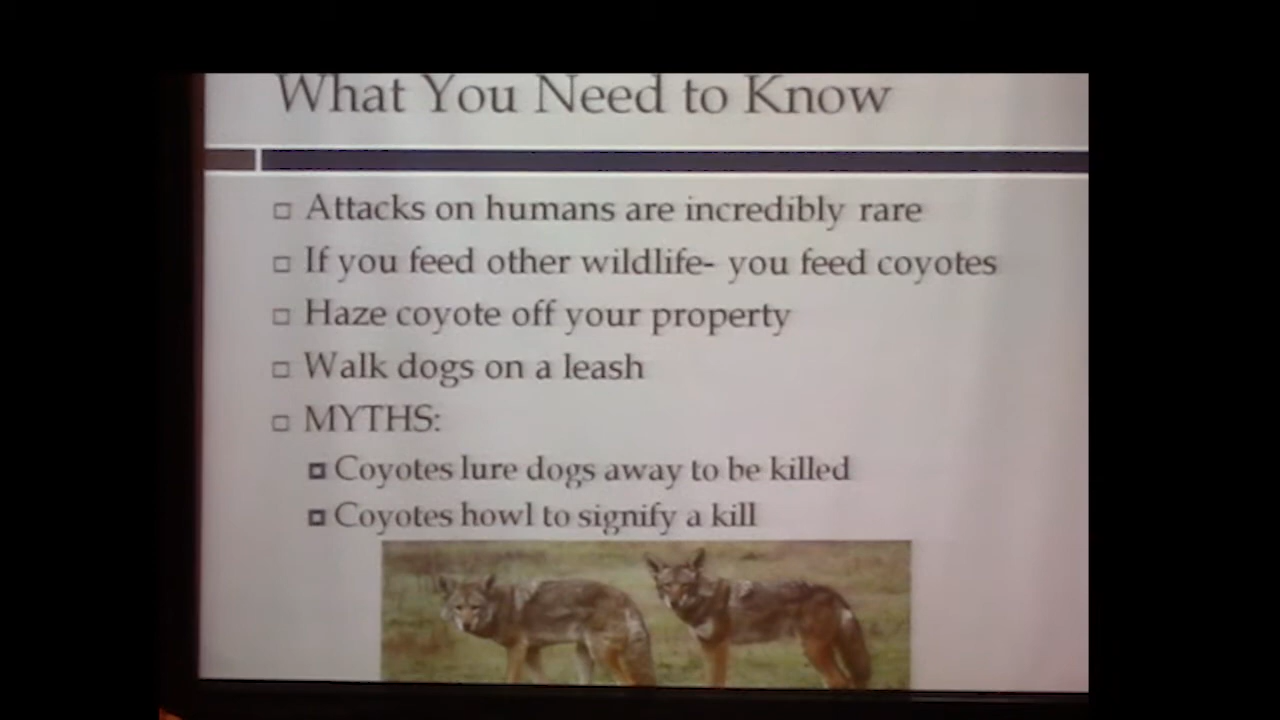 What You Need to Know
Attacks on humans are incredibly rare
If you feed other wildlife- you feed coyotes
Haze coyote off your property
Walk dogs on a leash
MYTHS:
Coyotes lure dogs away to be killed
Coyotes howl to signify a kill